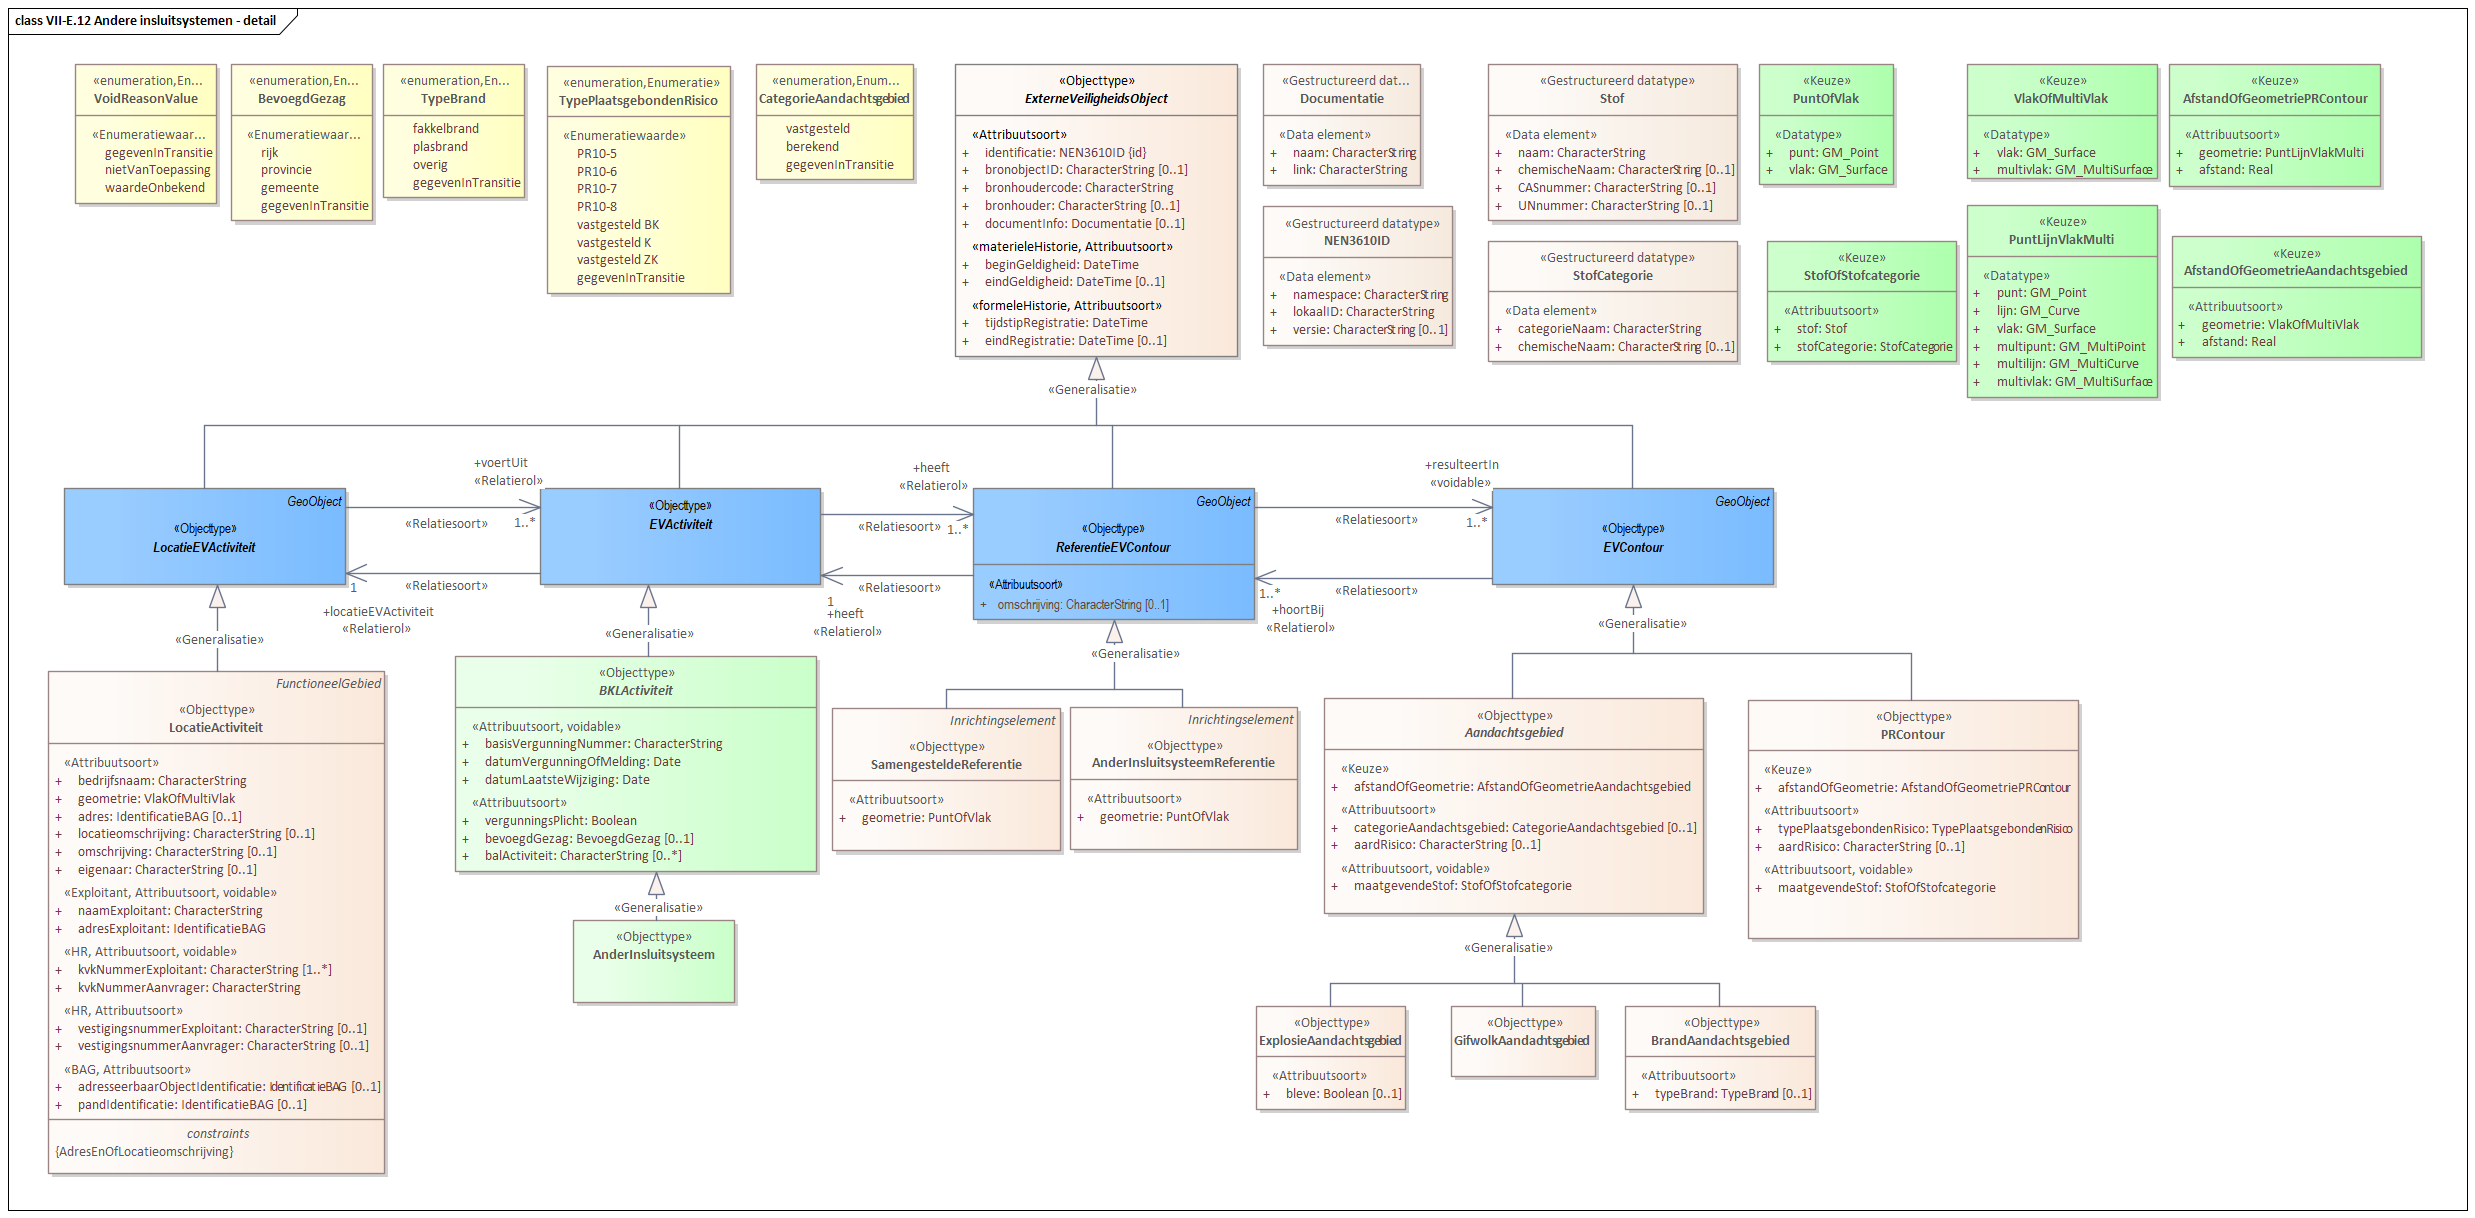 class VII-E.12 Andere insluitsystemen - detail
«enumeration,En...
VoidReasonValue
«Enumeratiewaar...
gegevenInTransitie
nietVanToepassing
waardeOnbekend
«enumeration,En...
BevoegdGezag
«Enumeratiewaar...
rijk
provincie
gemeente
gegevenInTransitie
«enumeration,En...
TypeBrand
fakkelbrand
plasbrand
overig
gegevenInTransitie
«enumeration,Enumeratie»
TypePlaatsgebondenRisico
«Enumeratiewaarde»
PR10-5
PR10-6
PR10-7
PR10-8
vastgesteld BK
vastgesteld K
vastgesteld ZK
gegevenInTransitie
«enumeration,Enum...
CategorieAandachtsgebied
vastgesteld
berekend
gegevenInTransitie
«Objecttype»
ExterneVeiligheidsObject
«Attribuutsoort»
+ identificatie: NEN3610ID {id}
+ bronobjectID: CharacterString [0..1]
+ bronhoudercode: CharacterString
+ bronhouder: CharacterString [0..1]
+ documentInfo: Documentatie [0..1]
«materieleHistorie, Attribuutsoort»
+ beginGeldigheid: DateTime
+ eindGeldigheid: DateTime [0..1]
«formeleHistorie, Attribuutsoort»
+ tijdstipRegistratie: DateTime
+ eindRegistratie: DateTime [0..1]
«Gestructureerd dat...
Documentatie
«Data element»
+ naam: CharacterString
+ link: CharacterString
«Gestructureerd datatype»
NEN3610ID
«Data element»
+ namespace: CharacterString
+ lokaalID: CharacterString
+ versie: CharacterString [0..1]
«Gestructureerd datatype»
Stof
«Data element»
+ naam: CharacterString
+ chemischeNaam: CharacterString [0..1]
+ CASnummer: CharacterString [0..1]
+ UNnummer: CharacterString [0..1]
«Gestructureerd datatype»
StofCategorie
«Data element»
+ categorieNaam: CharacterString
+ chemischeNaam: CharacterString [0..1]
«Keuze»
PuntOfVlak
«Datatype»
+ punt: GM_Point
+ vlak: GM_Surface
«Keuze»
StofOfStofcategorie
«Attribuutsoort»
+ stof: Stof
+ stofCategorie: StofCategorie
«Keuze»
VlakOfMultiVlak
«Datatype»
+ vlak: GM_Surface
+ multivlak: GM_MultiSurface
«Keuze»
PuntLijnVlakMulti
«Datatype»
+ punt: GM_Point
+ lijn: GM_Curve
+ vlak: GM_Surface
+ multipunt: GM_MultiPoint
+ multilijn: GM_MultiCurve
+ multivlak: GM_MultiSurface
«Keuze»
AfstandOfGeometriePRContour
«Attribuutsoort»
+ geometrie: PuntLijnVlakMulti
+ afstand: Real
«Keuze»
AfstandOfGeometrieAandachtsgebied
«Attribuutsoort»
+ geometrie: VlakOfMultiVlak
+ afstand: Real
«Generalisatie»
GeoObject
«Objecttype»
LocatieEVActiviteit
+voertUit
«Relatierol»
1..*
«Relatiesoort»
«Relatiesoort»
1
+locatieEVActiviteit
«Relatierol»
«Objecttype»
EVActiviteit
+heeft
«Relatierol»
«Relatiesoort»
1..*
«Relatiesoort»
1
+heeft
«Relatierol»
GeoObject
«Objecttype»
ReferentieEVContour
«Attribuutsoort»
+ omschrijving: CharacterString [0..1]
+resulteertIn
«voidable»
«Relatiesoort»
1..*
«Relatiesoort»
1..*
+hoortBij
«Relatierol»
GeoObject
«Objecttype»
EVContour
«Generalisatie»
«Generalisatie»
«Generalisatie»
«Generalisatie»
FunctioneelGebied
«Objecttype»
LocatieActiviteit
«Attribuutsoort»
+ bedrijfsnaam: CharacterString
+ geometrie: VlakOfMultiVlak
+ adres: IdentificatieBAG [0..1]
+ locatieomschrijving: CharacterString [0..1]
+ omschrijving: CharacterString [0..1]
+ eigenaar: CharacterString [0..1]
«Exploitant, Attribuutsoort, voidable»
+ naamExploitant: CharacterString
+ adresExploitant: IdentificatieBAG
«HR, Attribuutsoort, voidable»
+ kvkNummerExploitant: CharacterString [1..*]
+ kvkNummerAanvrager: CharacterString
«HR, Attribuutsoort»
+ vestigingsnummerExploitant: CharacterString [0..1]
+ vestigingsnummerAanvrager: CharacterString [0..1]
«BAG, Attribuutsoort»
+ adresseerbaarObjectIdentificatie: IdentificatieBAG [0..1]
+ pandIdentificatie: IdentificatieBAG [0..1]
constraints
{AdresEnOfLocatieomschrijving}
«Objecttype»
BKLActiviteit
«Attribuutsoort, voidable»
+ basisVergunningNummer: CharacterString
+ datumVergunningOfMelding: Date
+ datumLaatsteWijziging: Date
«Attribuutsoort»
+ vergunningsPlicht: Boolean
+ bevoegdGezag: BevoegdGezag [0..1]
+ balActiviteit: CharacterString [0..*]
«Generalisatie»
«Objecttype»
AnderInsluitsysteem
Inrichtingselement
«Objecttype»
SamengesteldeReferentie
«Attribuutsoort»
+ geometrie: PuntOfVlak
Inrichtingselement
«Objecttype»
AnderInsluitsysteemReferentie
«Attribuutsoort»
+ geometrie: PuntOfVlak
«Objecttype»
Aandachtsgebied
«Keuze»
+ afstandOfGeometrie: AfstandOfGeometrieAandachtsgebied
«Attribuutsoort»
+ categorieAandachtsgebied: CategorieAandachtsgebied [0..1]
+ aardRisico: CharacterString [0..1]
«Attribuutsoort, voidable»
+ maatgevendeStof: StofOfStofcategorie
«Objecttype»
PRContour
«Keuze»
+ afstandOfGeometrie: AfstandOfGeometriePRContour
«Attribuutsoort»
+ typePlaatsgebondenRisico: TypePlaatsgebondenRisico
+ aardRisico: CharacterString [0..1]
«Attribuutsoort, voidable»
+ maatgevendeStof: StofOfStofcategorie
«Generalisatie»
«Objecttype»
ExplosieAandachtsgebied
«Attribuutsoort»
+ bleve: Boolean [0..1]
«Objecttype»
GifwolkAandachtsgebied
«Objecttype»
BrandAandachtsgebied
«Attribuutsoort»
+ typeBrand: TypeBrand [0..1]